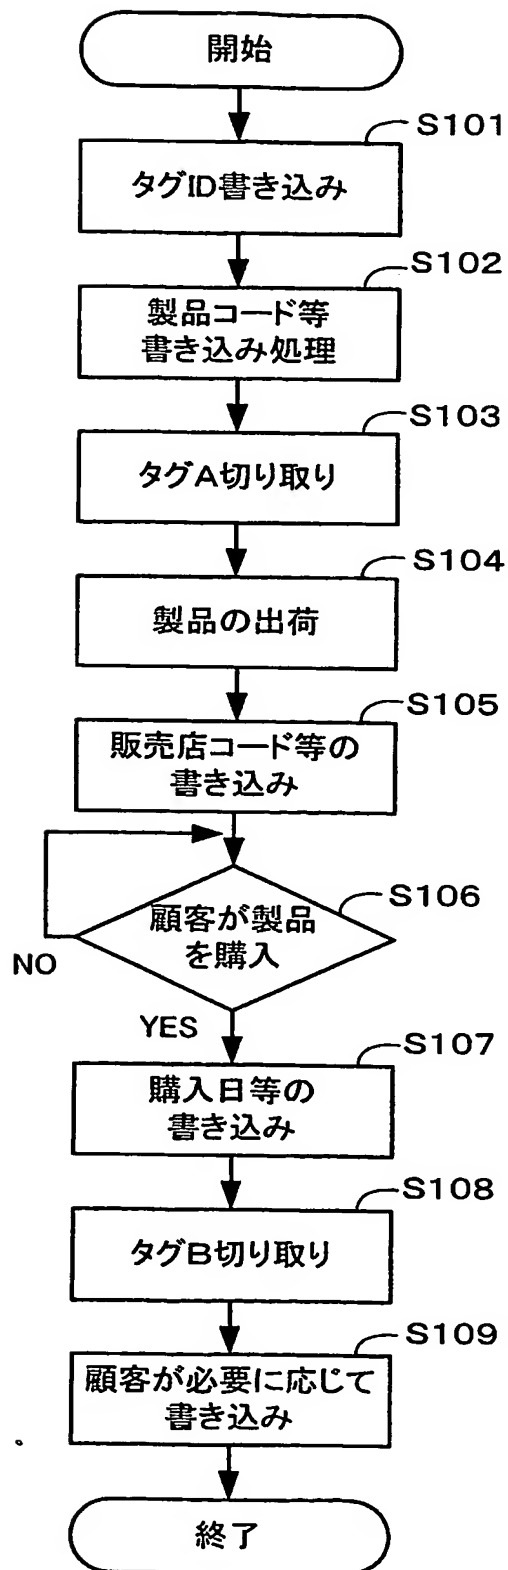 開始
S101
タグID書き込み
S102
製品コード等
書き込み処理
S103
タグA切り取り
S104
製品の出荷
S105
販売店コード等の
書き込み
S106
顧客が製品
を購入
NO
YES
S107
購入日等の
書き込み
S108
タグB切り取り
S109
顧客が必要に応じて
書き込み
終了